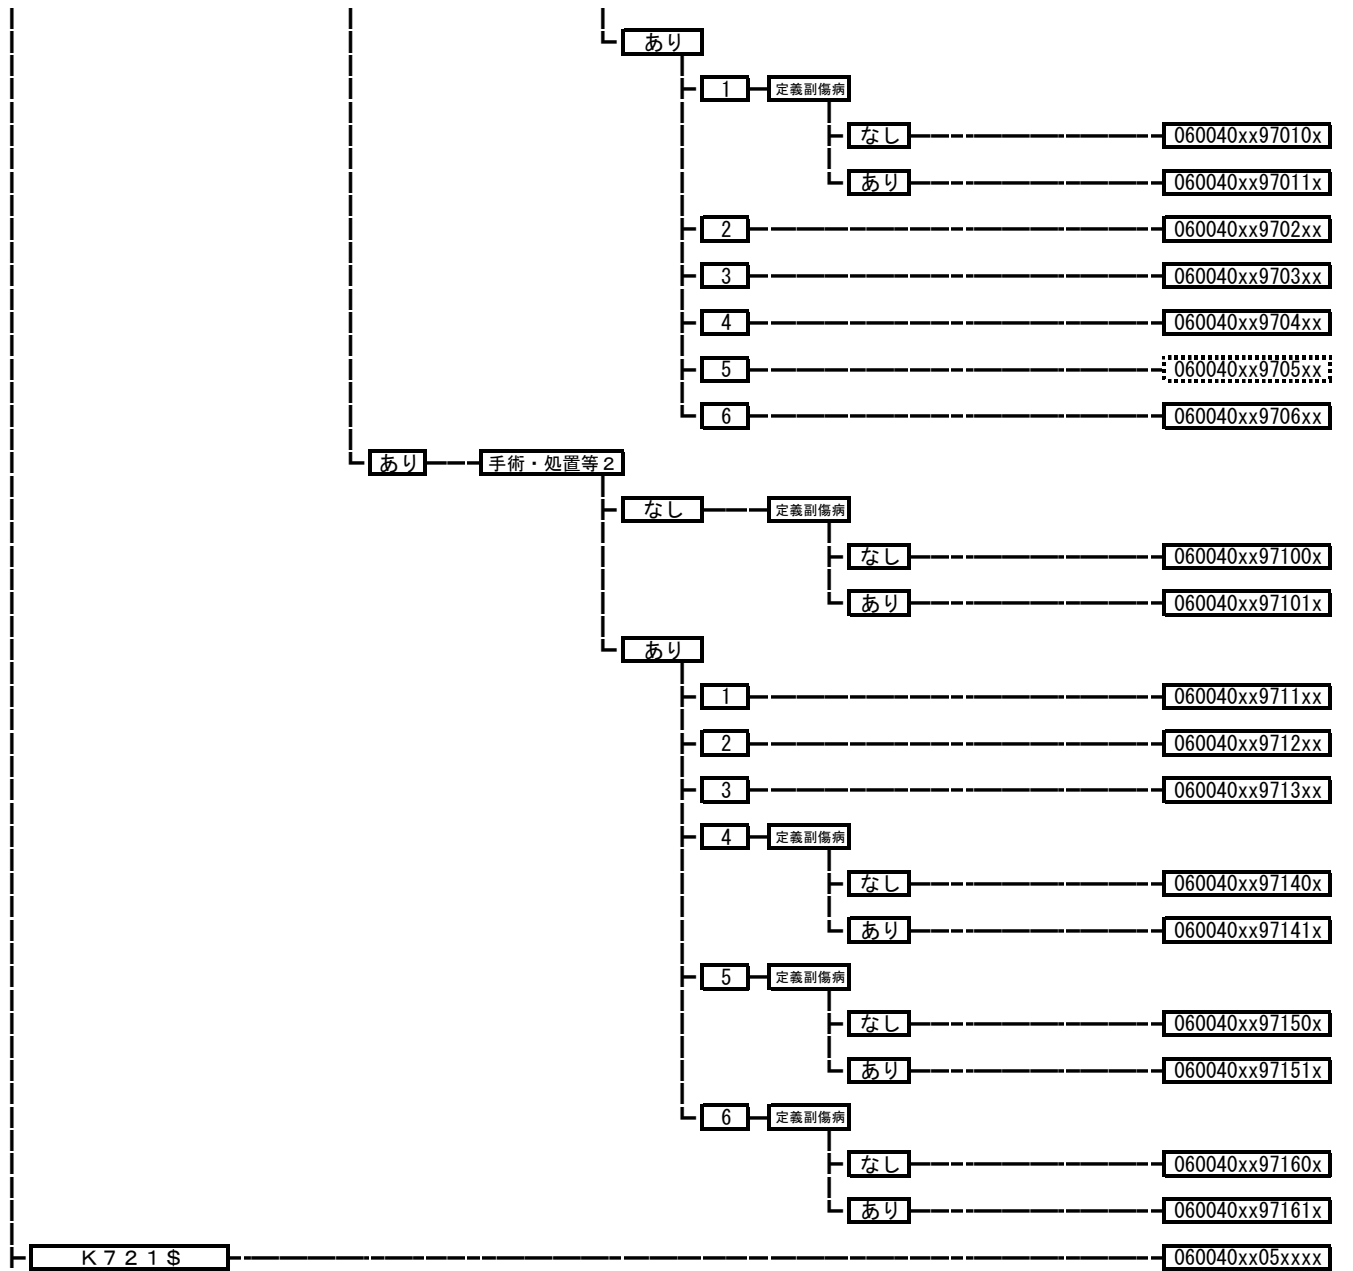 あり
1 定義副傷病
なし 060040xx97010x
あり 060040xx97011x
2 060040xx9702xx
3 060040xx9703xx
4 060040xx9704xx
5 060040xx9705xx
6 060040xx9706xx
あり 手術・処置等2
なし 定義副傷病
なし 060040xx97100x
あり 060040xx97101x
あり
1 060040xx9711xx
2 060040xx9712xx
3 060040xx9713xx
4 定義副傷病
なし 060040xx97140x
あり 060040xx97141x
5 定義副傷病
なし 060040xx97150x
あり 060040xx97151x
6 定義副傷病
なし 060040xx97160x
あり 060040xx97161x
K721$ 060040xx05xxxx